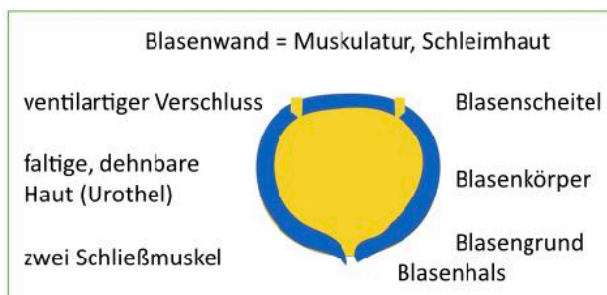 Blasenwand = Muskulatur, Schleimhaut
ventilartiger Verschluss
Blasenscheitel
faltige, dehnbare
Haut (Urothel)
Blasenkörper
zwei Schließmuskel
Blasengrund
Blasenhals